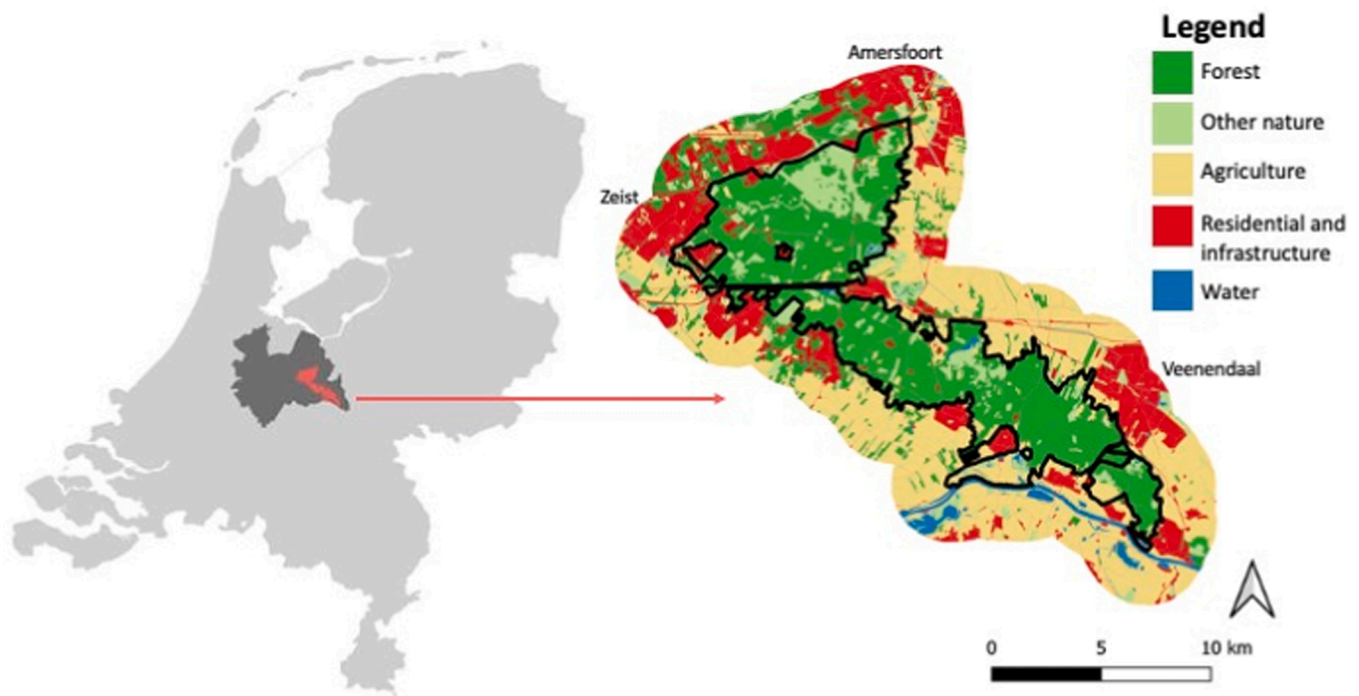 Legend
Amersfoort
Forest
Other nature
Agriculture
Zeist
Residential and
infrastructure
Water
Veenendaal
0 5 10 km